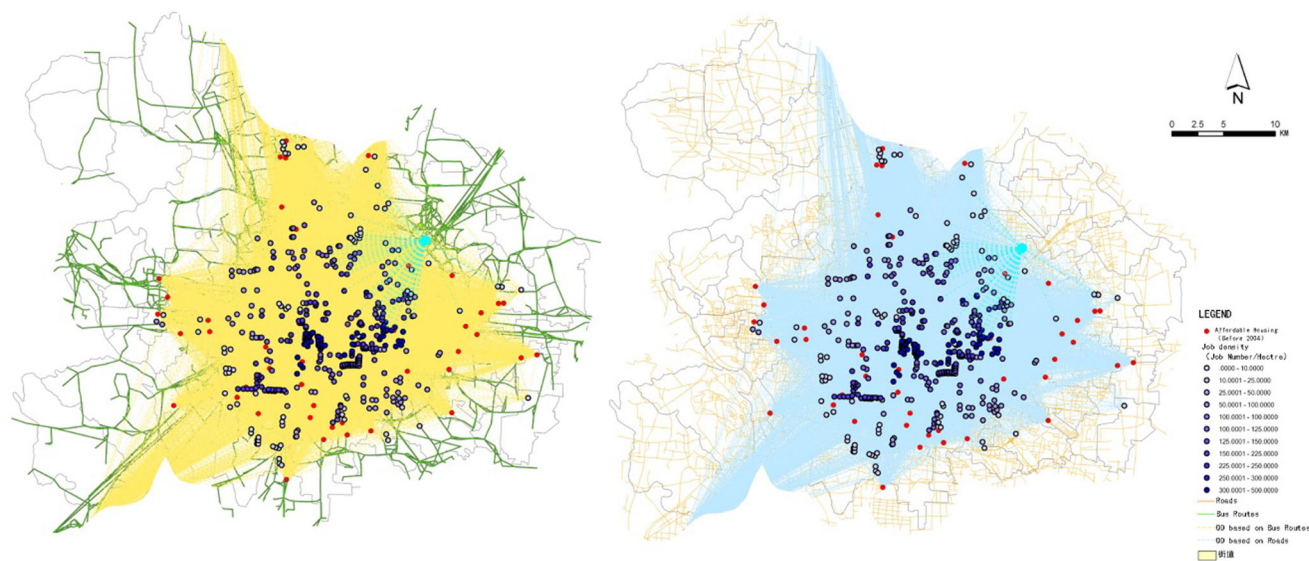 N
0 2.5 5 10
KM
LEGEND
Affordable Housing
(Before 2004)
Job density
(Job Number/Hectre)
.0000 - 10.0000
10.0001 - 25.0000
25.0001 - 50.0000
50.0001 - 100.0000
100.0001 - 100.0000
100.0001 - 125.0000
125.0001 - 150.0000
150.0001 - 225.0000
225.0001 - 250.0000
250.0001 - 300.0000
300.0001 - 500.0000
Roads
Bus Routes
OD based on Bus Routes
OD based on Roads
街道